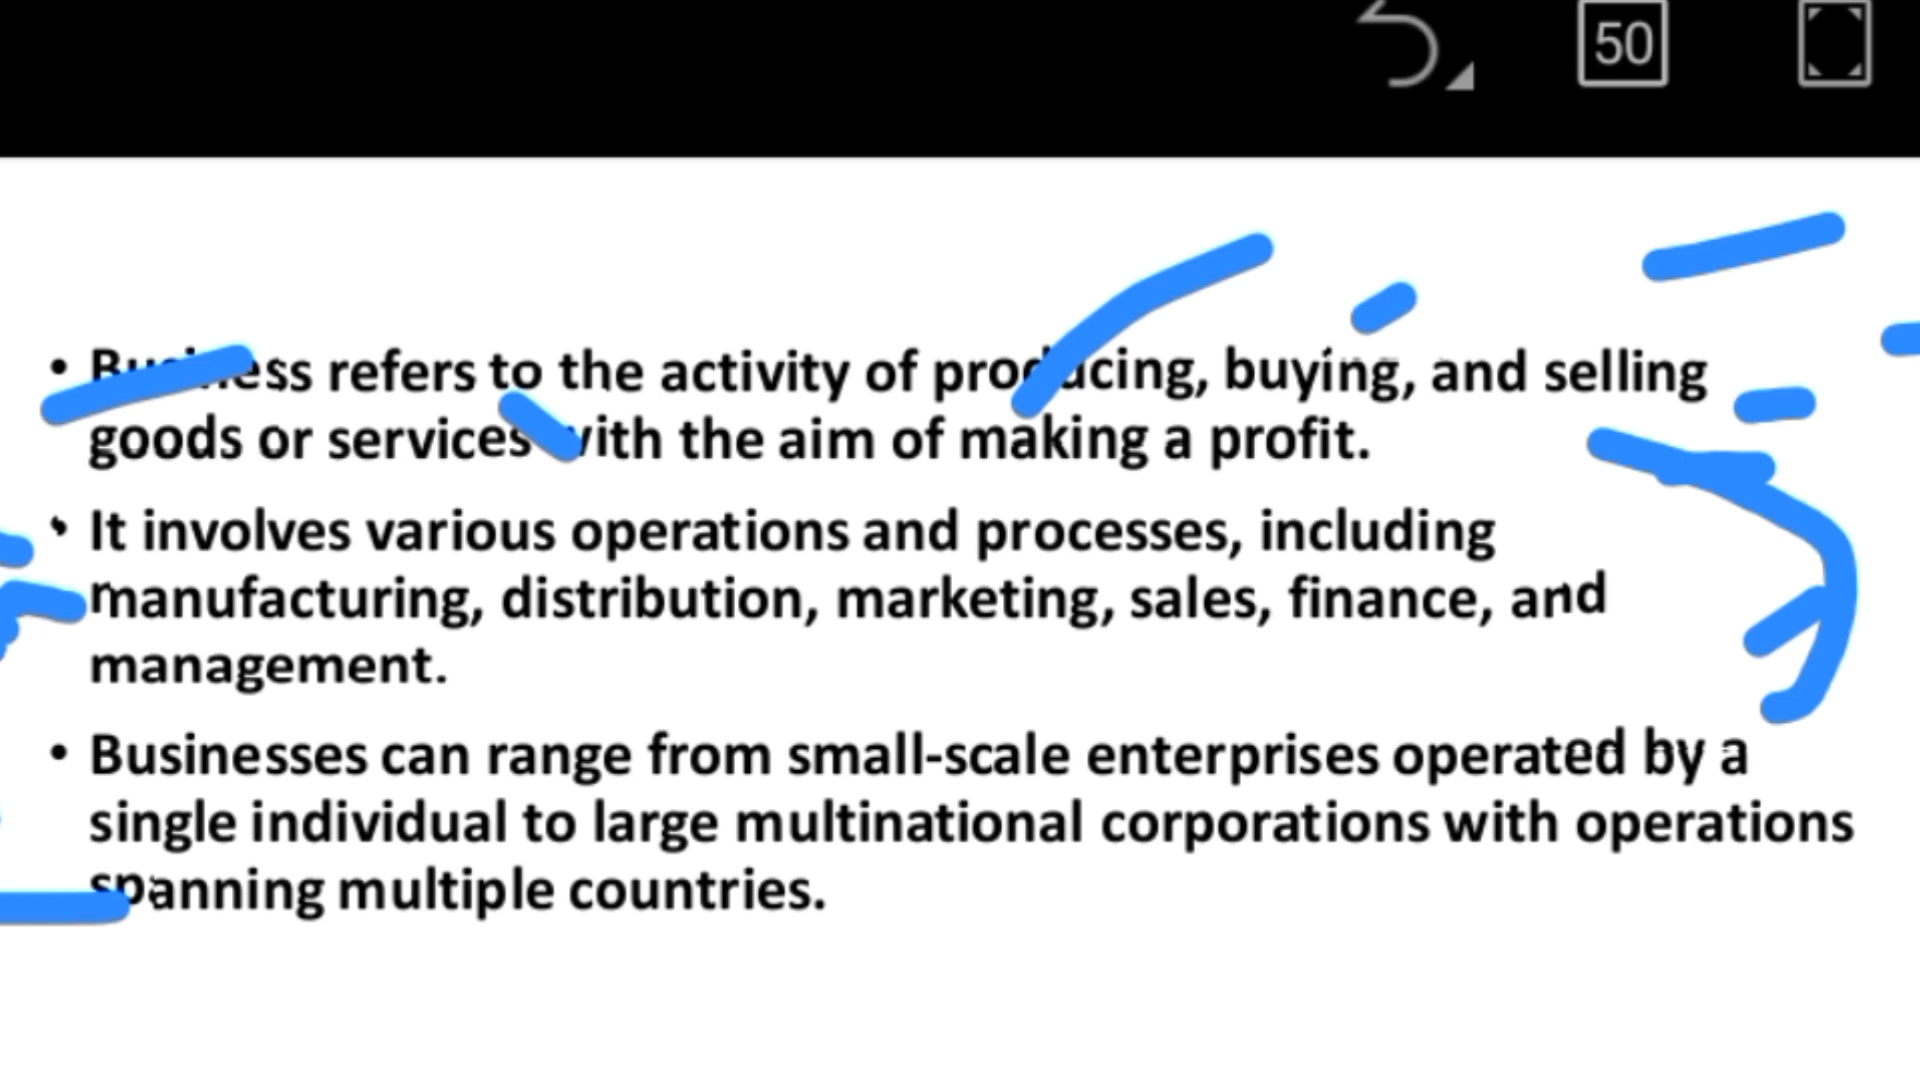 50
• Business refers to the activity of producing, buying, and selling
goods or services with the aim of making a profit.
• It involves various operations and processes, including
manufacturing, distribution, marketing, sales, finance, and
management.
• Businesses can range from small-scale enterprises operated by a
single individual to large multinational corporations with operations
spanning multiple countries.